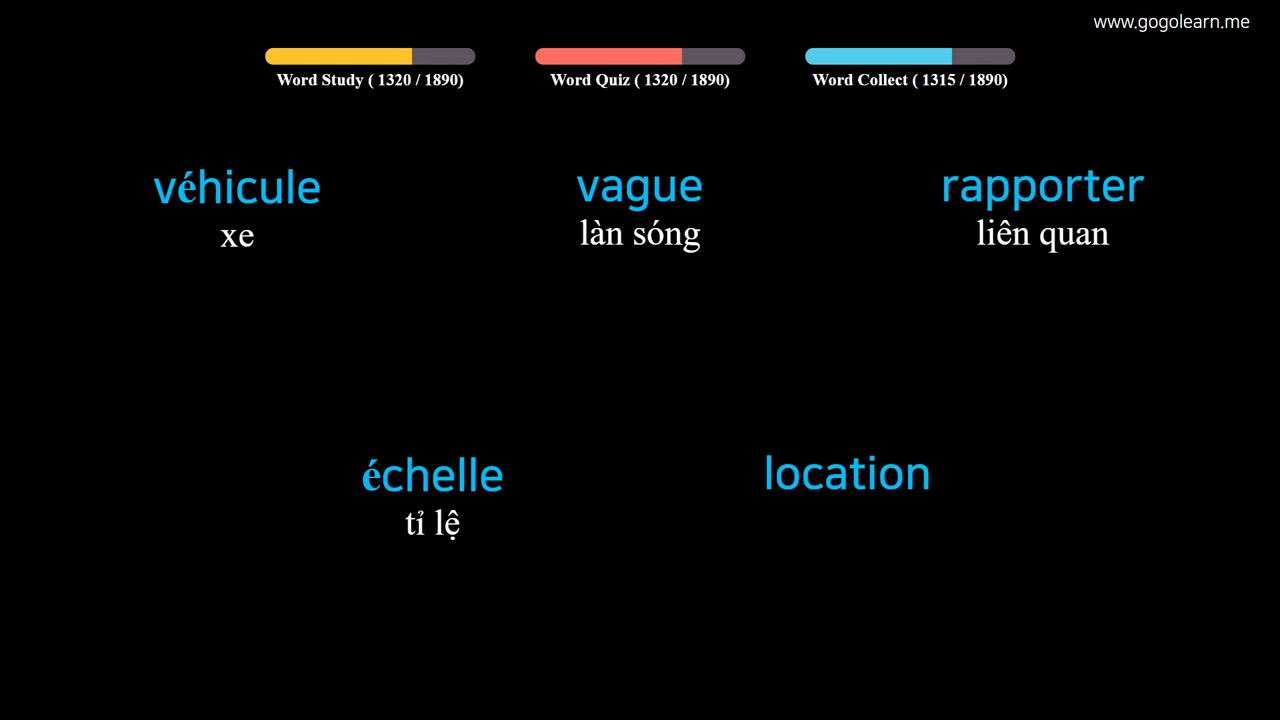 www.gogolearn.me
Word Study ( 1320 / 1890)
Word Quiz ( 1320 / 1890)
Word Collect ( 1315 / 1890)
véhicule
xe
vague
làn sóng
rapporter
liên quan
échelle
tỉ lệ
location